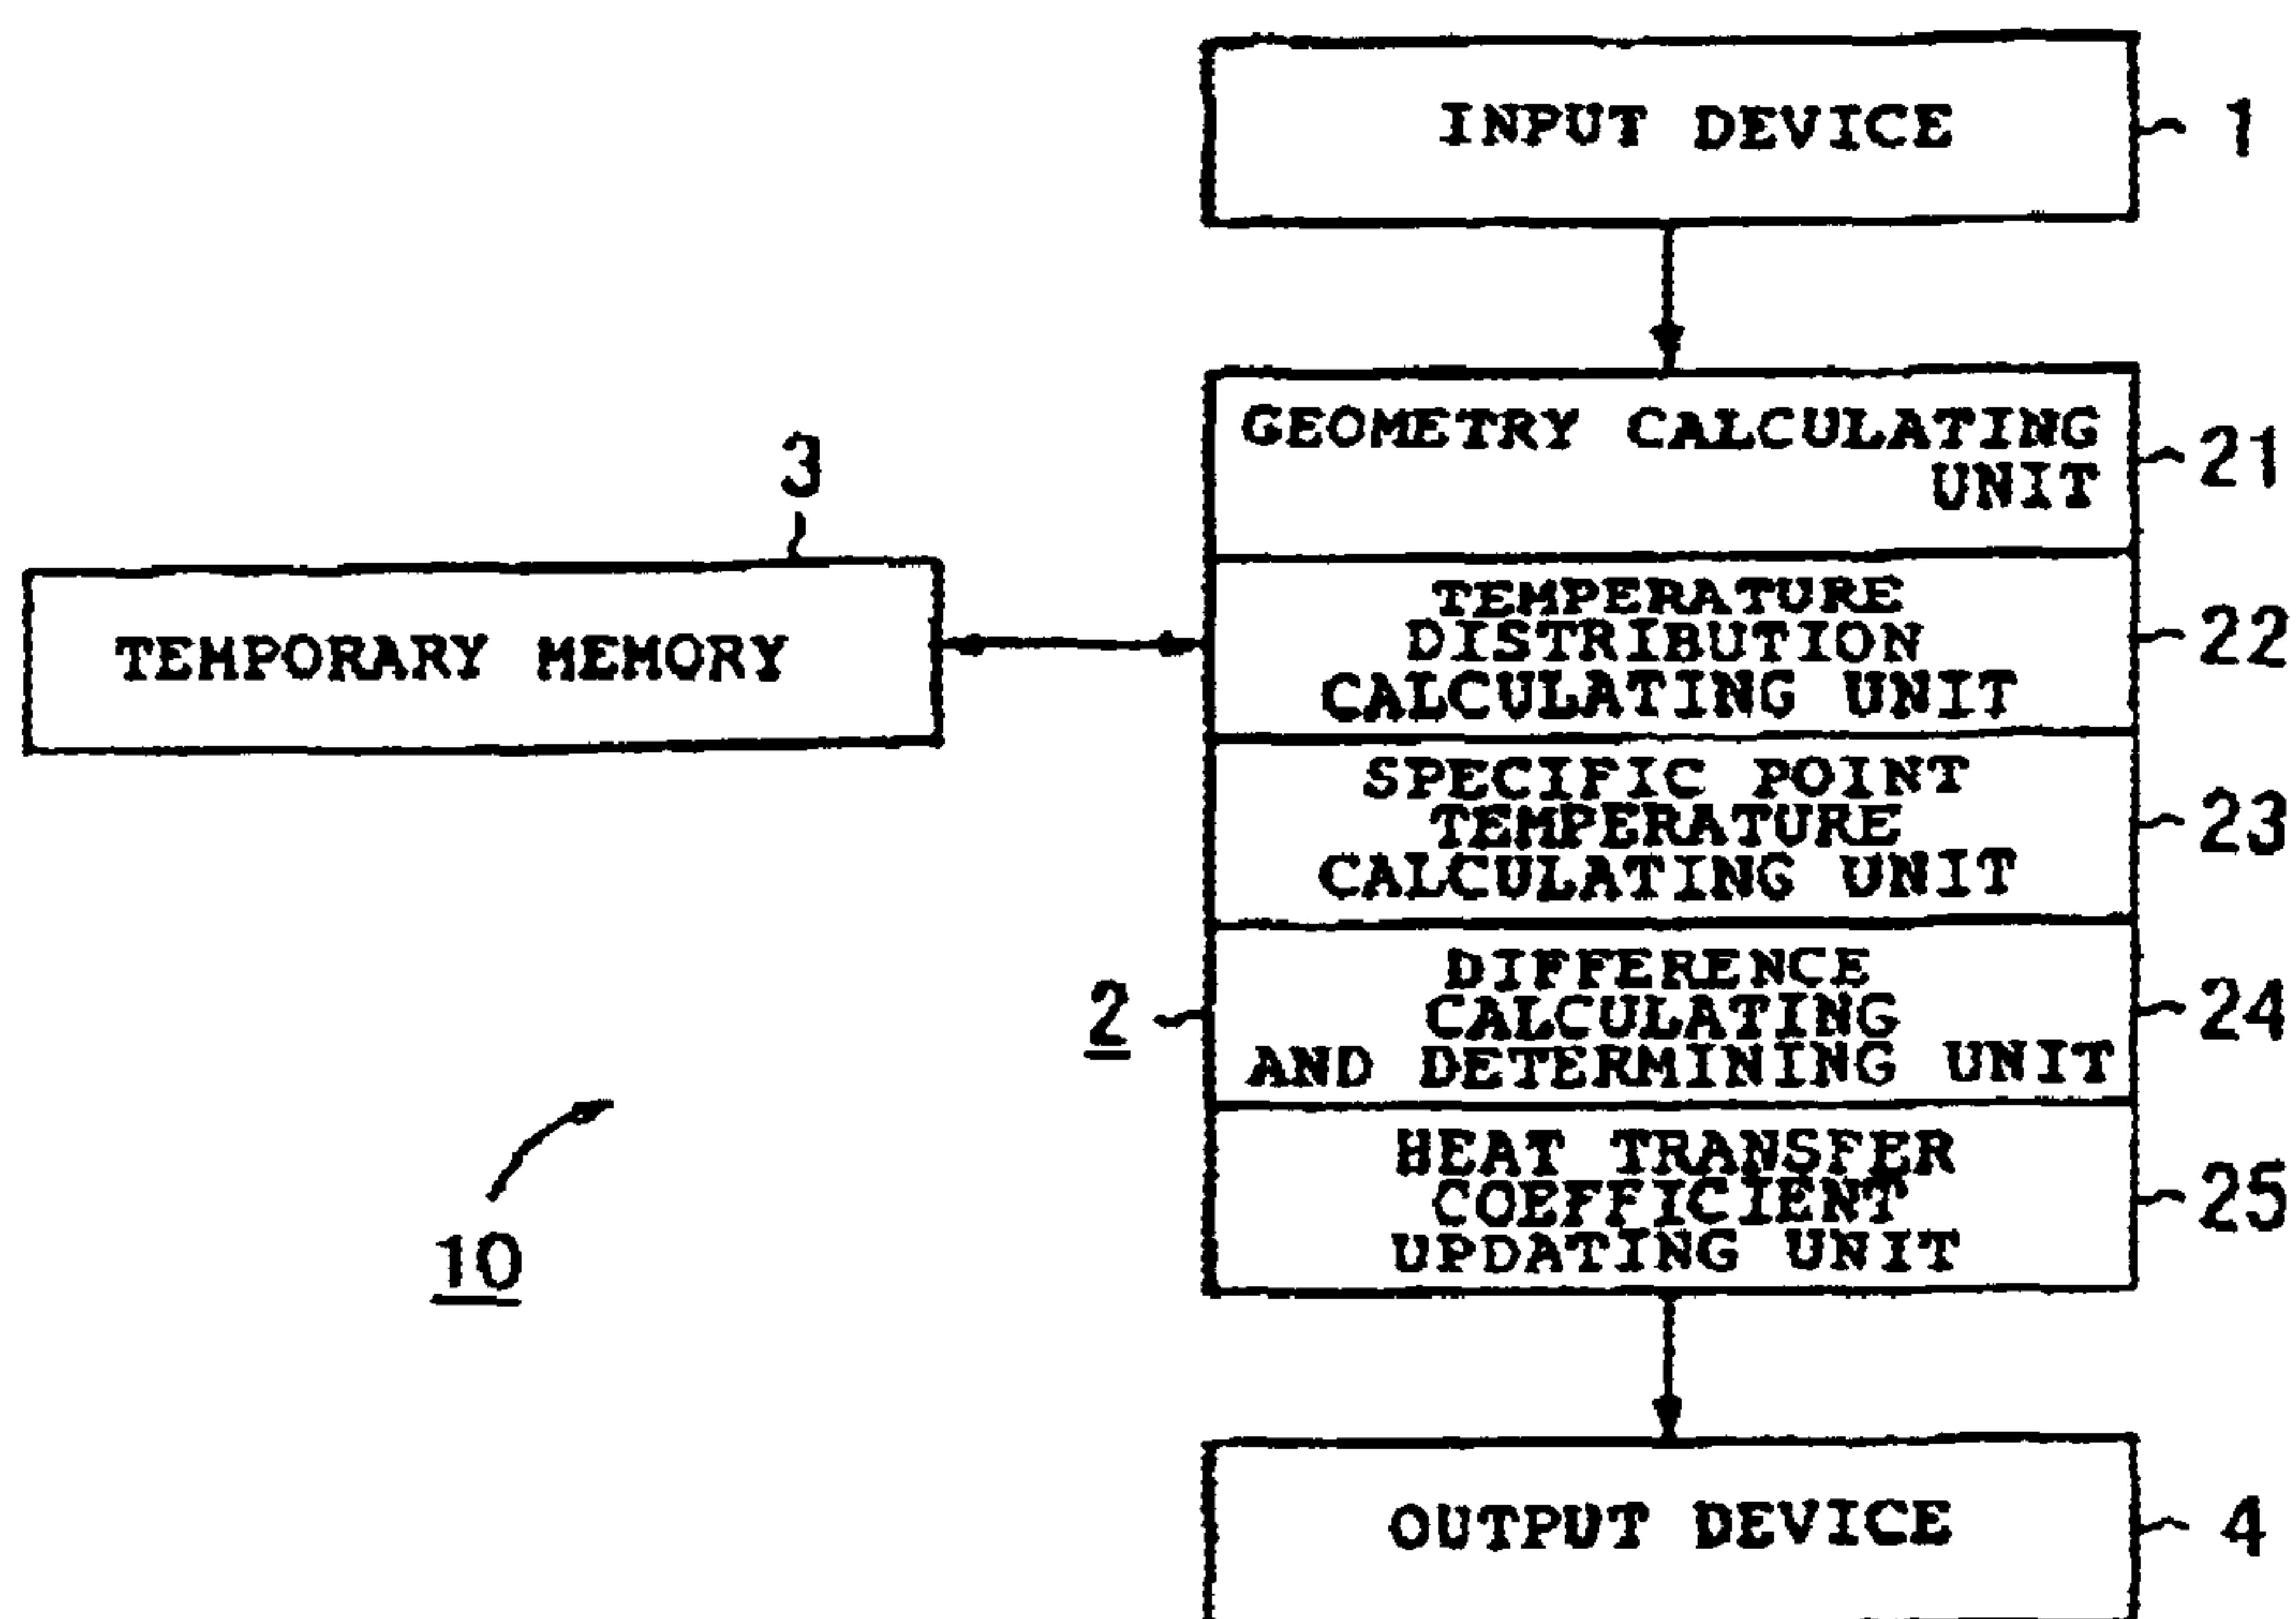 INPUT DEVICE
1
GEOMETRY CALCULATING
UNIT
21
3
TEMPORARY MEMORY
TEMPERATURE
DISTRIBUTION
CALCULATING UNIT
22
SPECIFIC POINT
TEMPERATURE
CALCULATING UNIT
23
2
DIFFERENCE
CALCULATING
AND DETERMINING UNIT
24
HEAT TRANSFER
COEFFICIENT
UPDATING UNIT
25
10
OUTPUT DEVICE
4